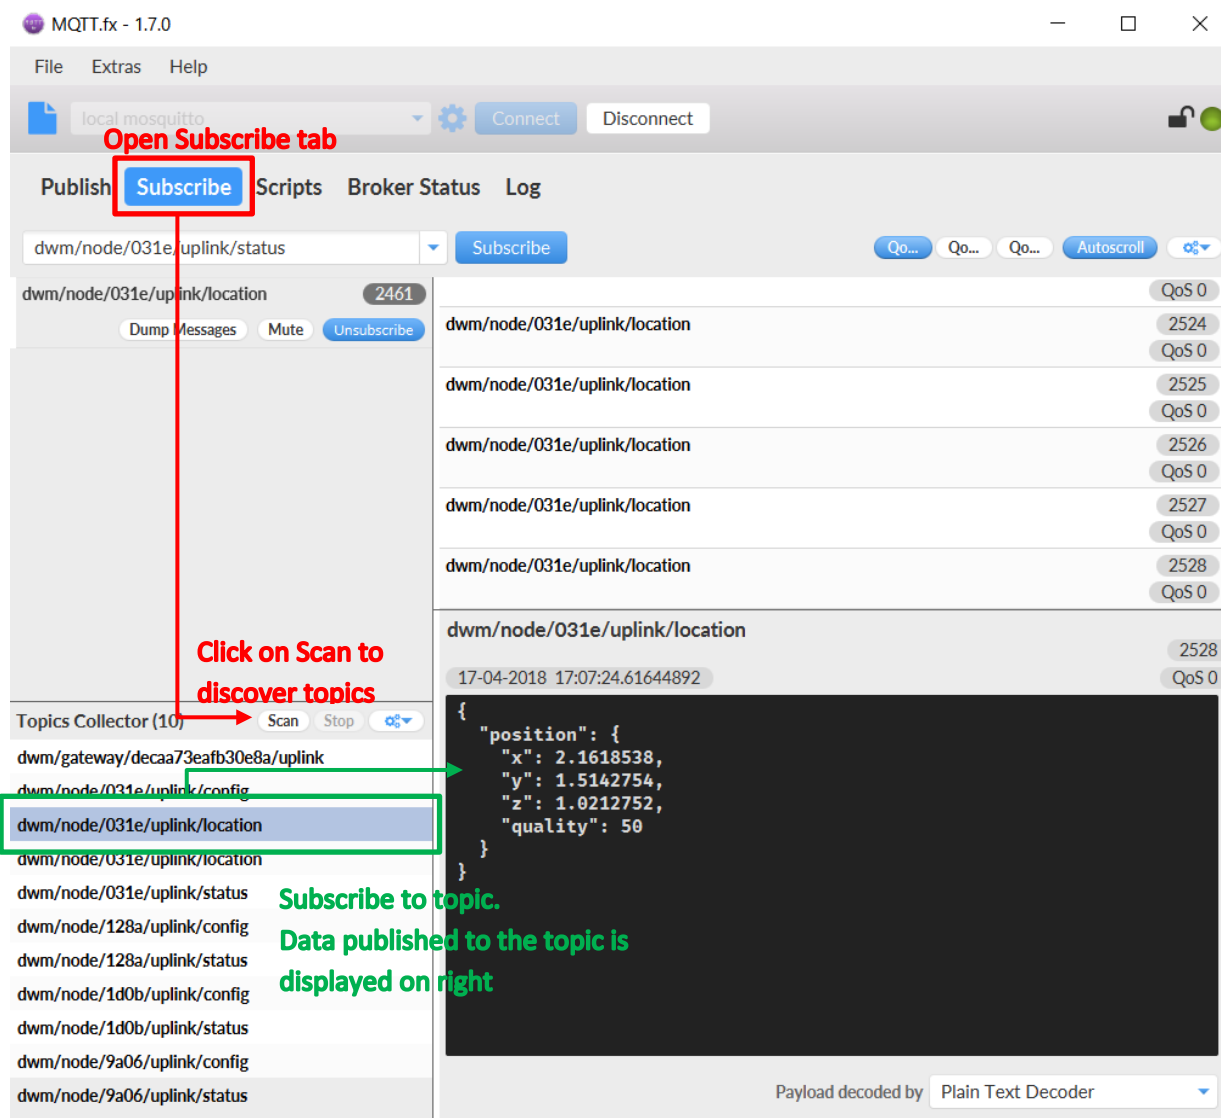 MQTT.fx - 1.7.0
File Extras Help
local mosquitto
Connect
Disconnect
Open Subscribe tab
Publish Subscribe Scripts Broker Status Log
dwm/node/031e/uplink/status
Subscribe
Qo... Qo... Qo... Autoscroll
dwm/node/031e/uplink/location 2461
Dump Messages Mute Unsubscribe
QoS 0
dwm/node/031e/uplink/location 2524
QoS 0
dwm/node/031e/uplink/location 2525
QoS 0
dwm/node/031e/uplink/location 2526
QoS 0
dwm/node/031e/uplink/location 2527
QoS 0
dwm/node/031e/uplink/location 2528
QoS 0
Click on Scan to
discover topics
Topics Collector (10) Scan Stop
dwm/gateway/decaa73eafb30e8a/uplink
dwm/node/031e/uplink/config
dwm/node/031e/uplink/location
dwm/node/031e/uplink/location
dwm/node/031e/uplink/status
dwm/node/128a/uplink/config
dwm/node/128a/uplink/status
dwm/node/1d0b/uplink/config
dwm/node/1d0b/uplink/status
dwm/node/9a06/uplink/config
dwm/node/9a06/uplink/status
Subscribe to topic.
Data published to the topic is
displayed on right
dwm/node/031e/uplink/location
2528
17-04-2018 17:07:24.61644892
QoS 0
{
"position": {
"x": 2.1618538,
"y": 1.5142754,
"z": 1.0212752,
"quality": 50
}
}
Payload decoded by Plain Text Decoder